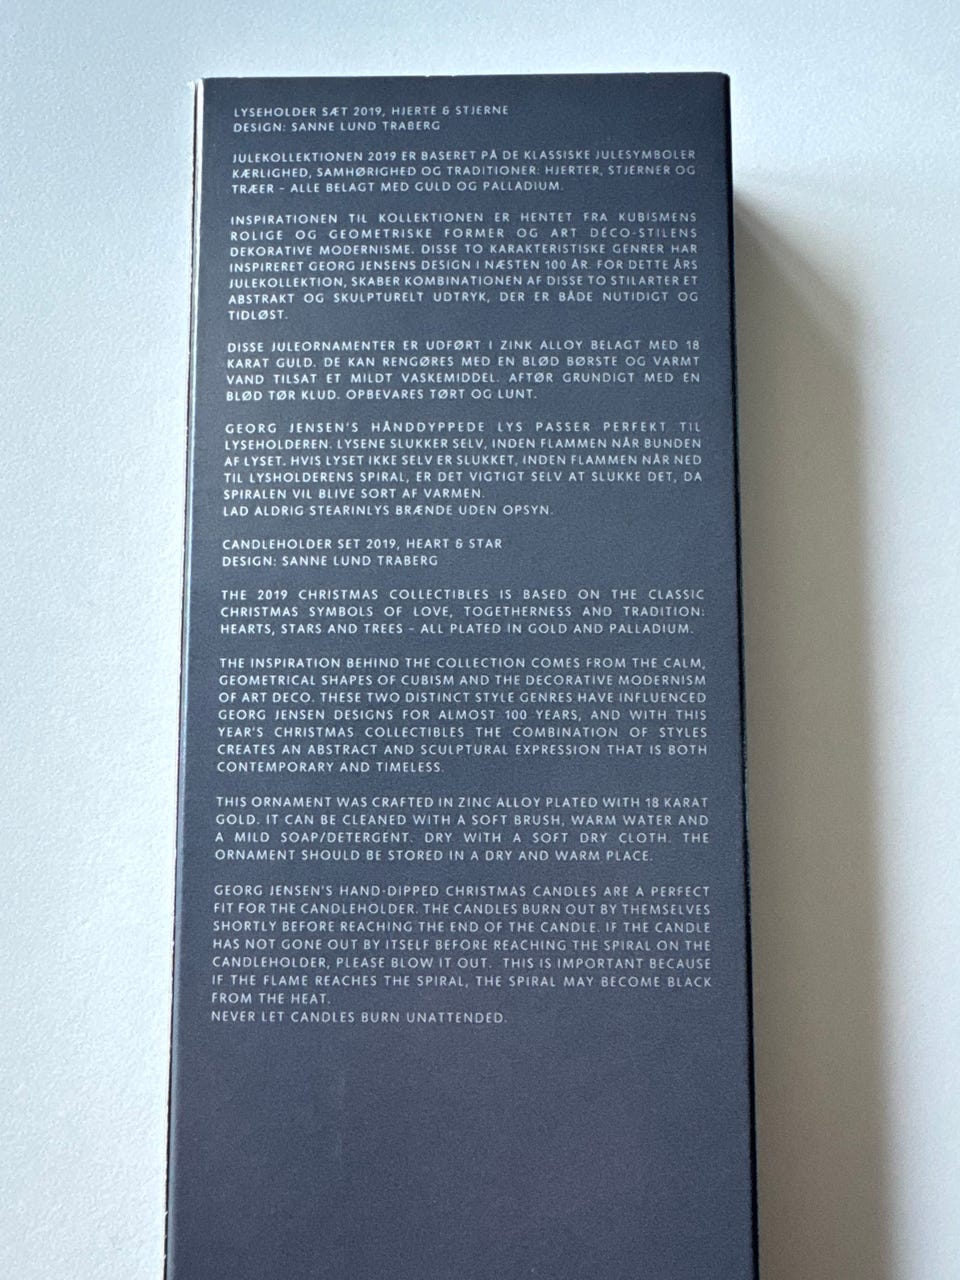 LYSEHOLDER SÆT 2019, HJERTE & STJERNE
DESIGN: SANNE LUND TRABERG
JULEKOLLEKTIONEN 2019 ER BASERET PÅ DE KLASSISKE JULESYMBOLER
KÆRLIGHED, SAMHØRIGHED OG TRADITIONER: HJERTER, STJERNER OG
TRÆER – ALLE BELAGT MED GULD OG PALLADIUM.
INSPIRATIONEN TIL KOLLEKTIONEN ER HENTET FRA KUBISMENS
ROLIGE OG GEOMETRISKE FORMER OG ART DÉCO-STILENS
DEKORATIVE MODERNISME. DISSE TO KARAKTERISTISKE GENRER HAR
INSPIRERET GEORG JENSENS DESIGN I NÆSTEN 100 ÅR. FOR DETTE ÅRS
JULEKOLLEKTION, SKABER KOMBINATIONEN AF DISSE TO STILARTER ET
ABSTRAKT OG SKULPTURELT UDTRYK, DER ER BÅDE NUTIDIGT OG
TIDLØST.
DISSE JULEORNAMENTER ER UDFØRT I ZINK ALLOY BELAGT MED 18
KARAT GULD. DE KAN RENGØRES MED EN BLØD BØRSTE OG VARMT
VAND TILSAT ET MILDT VASKEMIDDEL. AFTØR GRUNDIGT MED EN
BLØD TØR KLUD. OPBEVARES TØRT OG LUNT.
GEORG JENSEN'S HÅNDDYPPEDE LYS PASSER PERFEKT TIL
LYSEHOLDEREN. LYSENE SLUKKER SELV, INDEN FLAMMEN NÅR BUNDEN
AF LYSET. HVIS LYSET IKKE SELV ER SLUKKET, INDEN FLAMMEN NÅR NED
TIL LYSHOLDERENS SPIRAL, ER DET VIGTIGT SELV AT SLUKKE DET, DA
SPIRALEN VIL BLIVE SORT AF VARMEN.
LAD ALDRIG STEARINLYS BRÆNDE UDEN OPSYN.
CANDLEHOLDER SET 2019, HEART & STAR
DESIGN: SANNE LUND TRABERG
THE 2019 CHRISTMAS COLLECTIBLES IS BASED ON THE CLASSIC
CHRISTMAS SYMBOLS OF LOVE, TOGETHERNESS AND TRADITION:
HEARTS, STARS AND TREES – ALL PLATED IN GOLD AND PALLADIUM.
THE INSPIRATION BEHIND THE COLLECTION COMES FROM THE CALM,
GEOMETRICAL SHAPES OF CUBISM AND THE DECORATIVE MODERNISM
OF ART DECO. THESE TWO DISTINCT STYLE GENRES HAVE INFLUENCED
GEORG JENSEN DESIGNS FOR ALMOST 100 YEARS, AND WITH THIS
YEAR'S CHRISTMAS COLLECTIBLES THE COMBINATION OF STYLES
CREATES AN ABSTRACT AND SCULPTURAL EXPRESSION THAT IS BOTH
CONTEMPORARY AND TIMELESS.
THIS ORNAMENT WAS CRAFTED IN ZINC ALLOY PLATED WITH 18 KARAT
GOLD. IT CAN BE CLEANED WITH A SOFT BRUSH, WARM WATER AND
A MILD SOAP/DETERGENT. DRY WITH A SOFT DRY CLOTH. THE
ORNAMENT SHOULD BE STORED IN A DRY AND WARM PLACE.
GEORG JENSEN'S HAND-DIPPED CHRISTMAS CANDLES ARE A PERFECT
FIT FOR THE CANDLEHOLDER. THE CANDLES BURN OUT BY THEMSELVES
SHORTLY BEFORE REACHING THE END OF THE CANDLE. IF THE CANDLE
HAS NOT GONE OUT BY ITSELF BEFORE REACHING THE SPIRAL ON THE
CANDLEHOLDER, PLEASE BLOW IT OUT. THIS IS IMPORTANT BECAUSE
IF THE FLAME REACHES THE SPIRAL, THE SPIRAL MAY BECOME BLACK
FROM THE HEAT.
NEVER LET CANDLES BURN UNATTENDED.